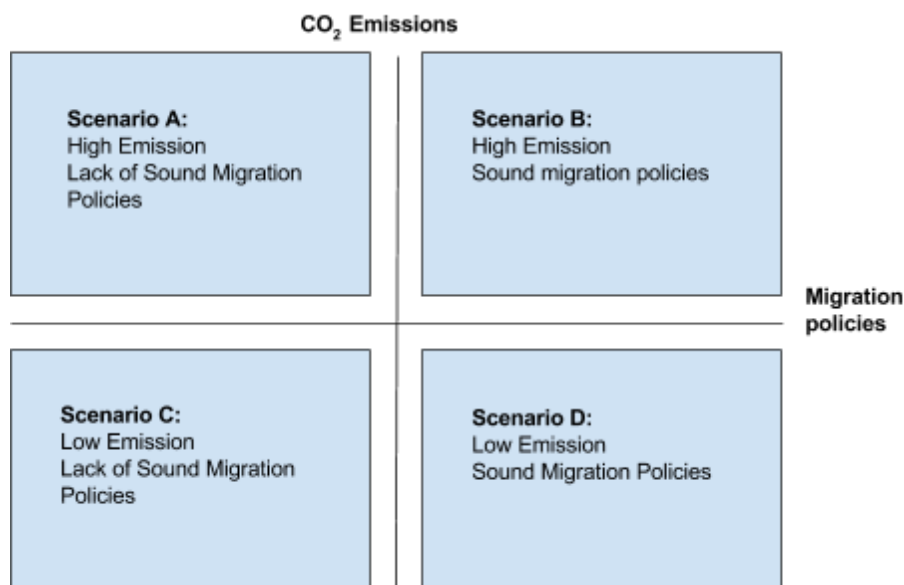 CO₂ Emissions
Scenario A:
High Emission
Lack of Sound Migration
Policies
Scenario B:
High Emission
Sound migration policies
Migration
policies
Scenario C:
Low Emission
Lack of Sound Migration
Policies
Scenario D:
Low Emission
Sound Migration Policies